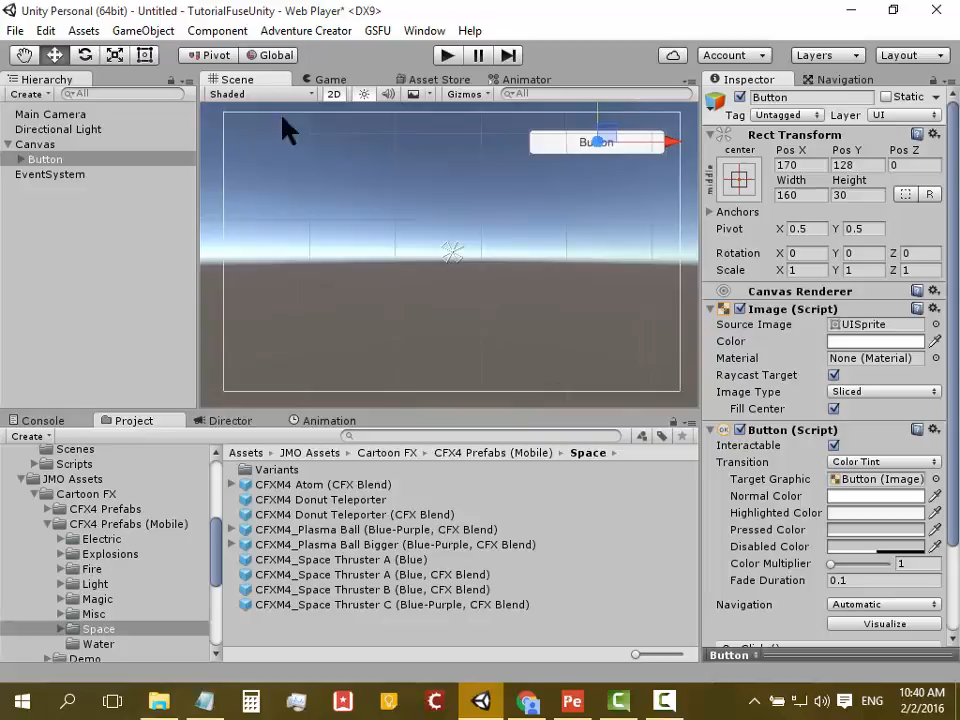 Unity Personal (64bit) - Untitled - TutorialFuseUnity - Web Player* <DX9>
File Edit Assets GameObject Component Adventure Creator GSFU Window Help
Pivot Global Account Layers Layout
Hierarchy Scene Game Asset Store Animator Inspector Navigation
Create All Shaded 2D Gizmos All Button Static
Tag Untagged Layer UI
Main Camera
Directional Light
Canvas
Button
EventSystem
Button
Rect Transform
center Pos X Pos Y Pos Z
middle 170 128 0
Width Height
160 30 R
Anchors
Pivot X 0.5 Y 0.5
Rotation X 0 Y 0 Z 0
Scale X 1 Y 1 Z 1
Canvas Renderer
Image (Script)
Source Image UISprite
Color
Material None (Material)
Raycast Target
Image Type Sliced
Fill Center
Button (Script)
Interactable
Transition Color Tint
Target Graphic Button (Image)
Normal Color
Highlighted Color
Pressed Color
Disabled Color
Color Multiplier 1
Fade Duration 0.1
Navigation Automatic
Visualize
Button
Console Project Director Animation
Create
Scenes
Scripts
JMO Assets
Cartoon FX
CFX4 Prefabs
CFX4 Prefabs (Mobile)
Electric
Explosions
Fire
Light
Magic
Misc
Space
Water
Demo
Assets JMO Assets Cartoon FX CFX4 Prefabs (Mobile) Space
Variants
CFXM4 Atom (CFX Blend)
CFXM4 Donut Teleporter
CFXM4 Donut Teleporter (CFX Blend)
CFXM4_Plasma Ball (Blue-Purple, CFX Blend)
CFXM4_Plasma Ball Bigger (Blue-Purple, CFX Blend)
CFXM4_Space Thruster A (Blue)
CFXM4_Space Thruster A (Blue, CFX Blend)
CFXM4_Space Thruster B (Blue, CFX Blend)
CFXM4_Space Thruster C (Blue-Purple, CFX Blend)
Pe ENG 10:40 AM
2/2/2016